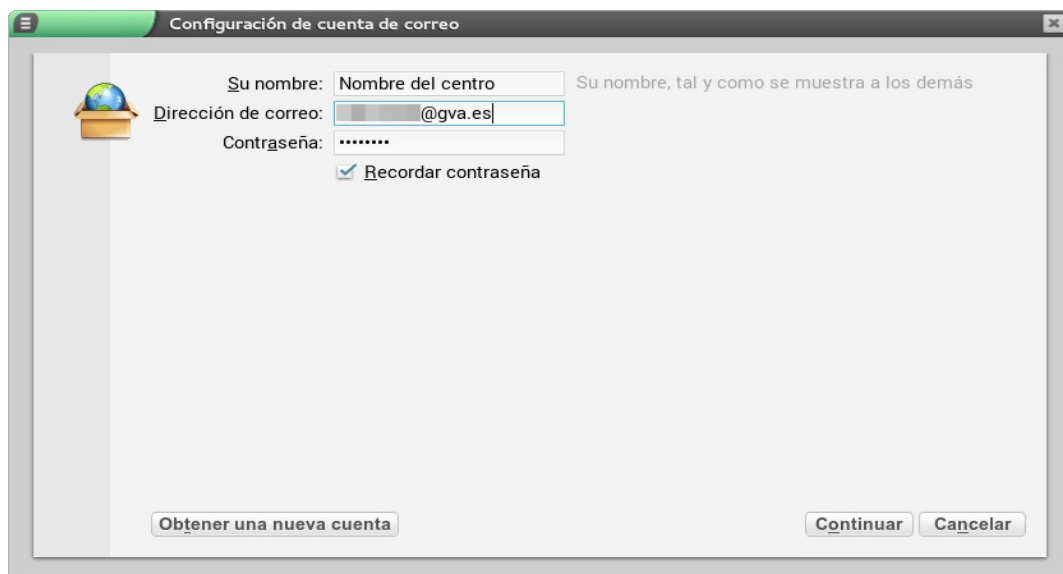 Configuración de cuenta de correo
Su nombre: Nombre del centro Su nombre, tal y como se muestra a los demás
Dirección de correo: @gva.es
Contraseña: ••••••••
Recordar contraseña
Obtener una nueva cuenta Continuar Cancelar